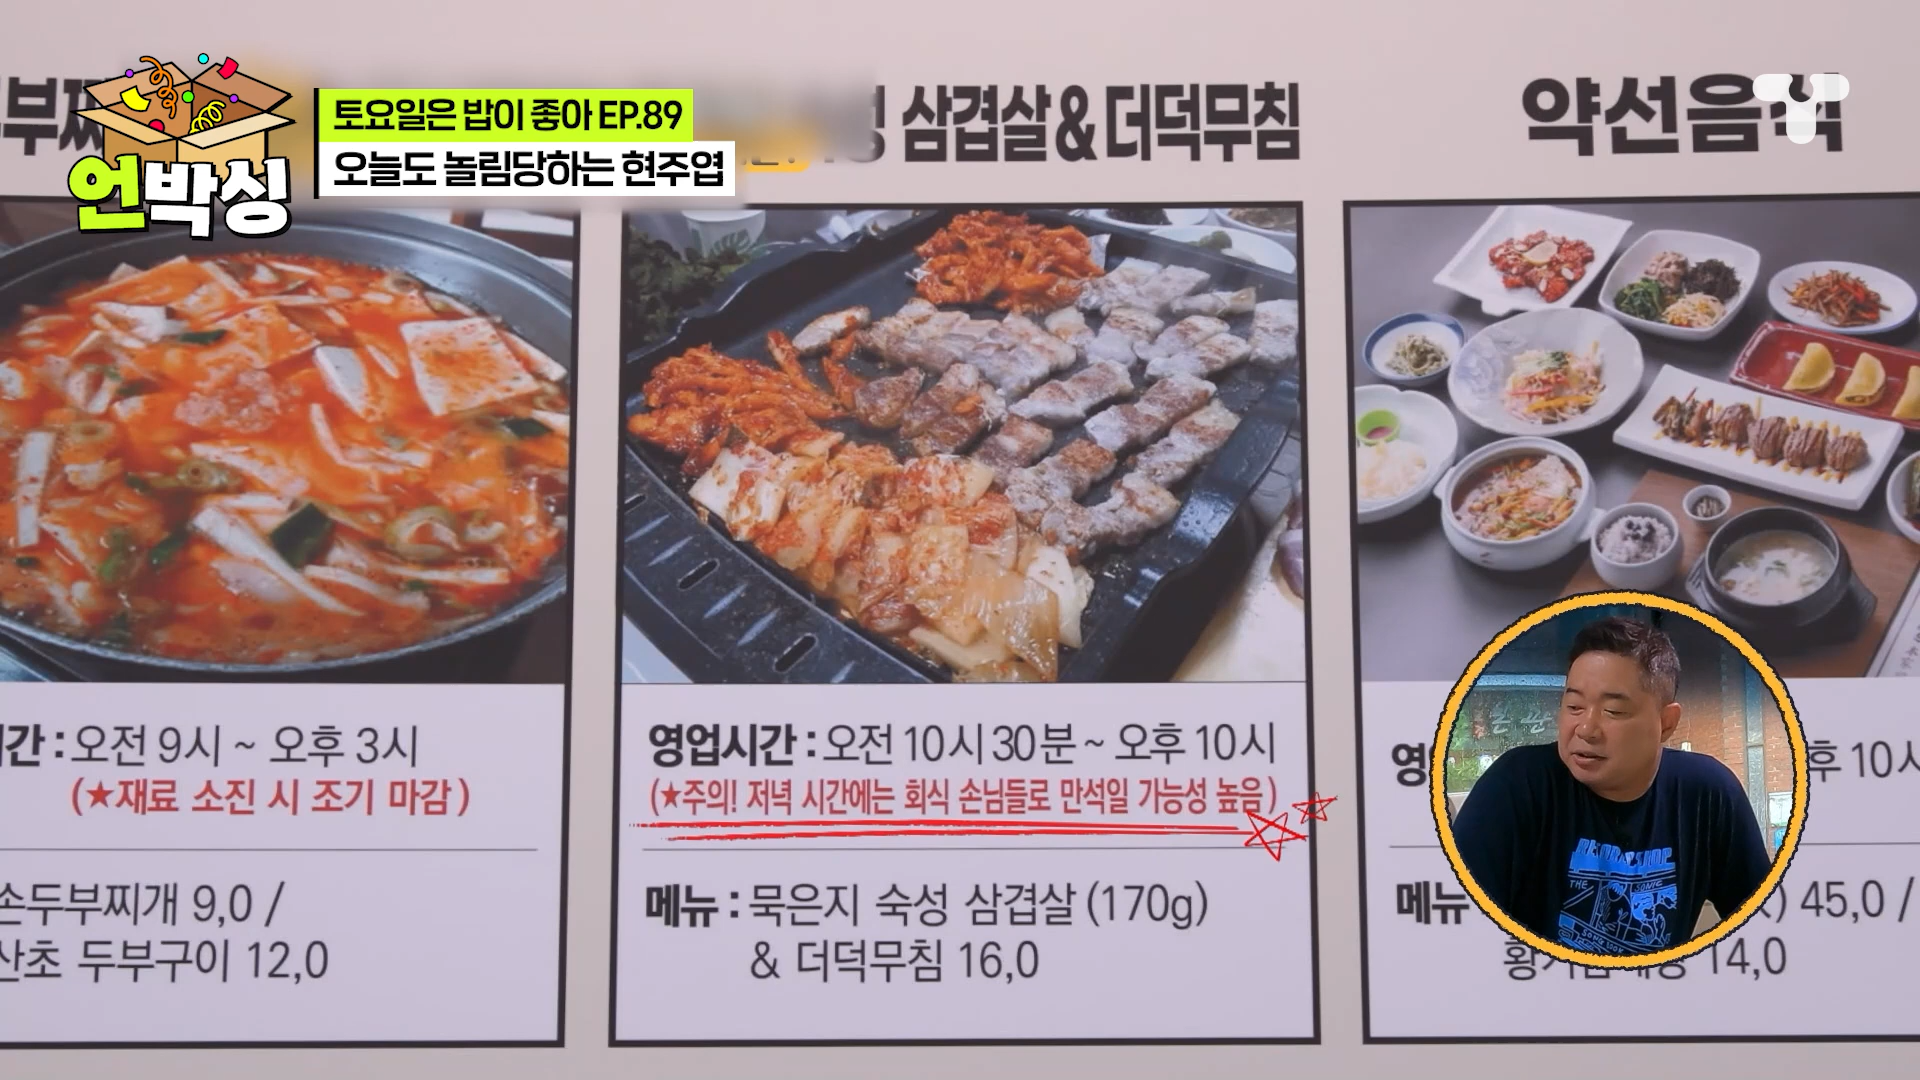 언박싱
토요일은 밥이 좋아 EP.89
오늘도 놀림당하는 현주엽
삼겹살&더덕무침
약선음식
오전 9시 ~ 오후 3시
(★재료 소진 시 조기 마감)
손두부찌개 9,0 /
산초 두부구이 12,0
영업시간 : 오전 10시 30분 ~ 오후 10시
(★주의! 저녁 시간에는 회식 손님들로 만석일 가능성 높음)
메뉴 : 묵은지 숙성 삼겹살 (170g)
& 더덕무침 16,0
10시
메뉴
45,0 /
14,0
THE SONIC